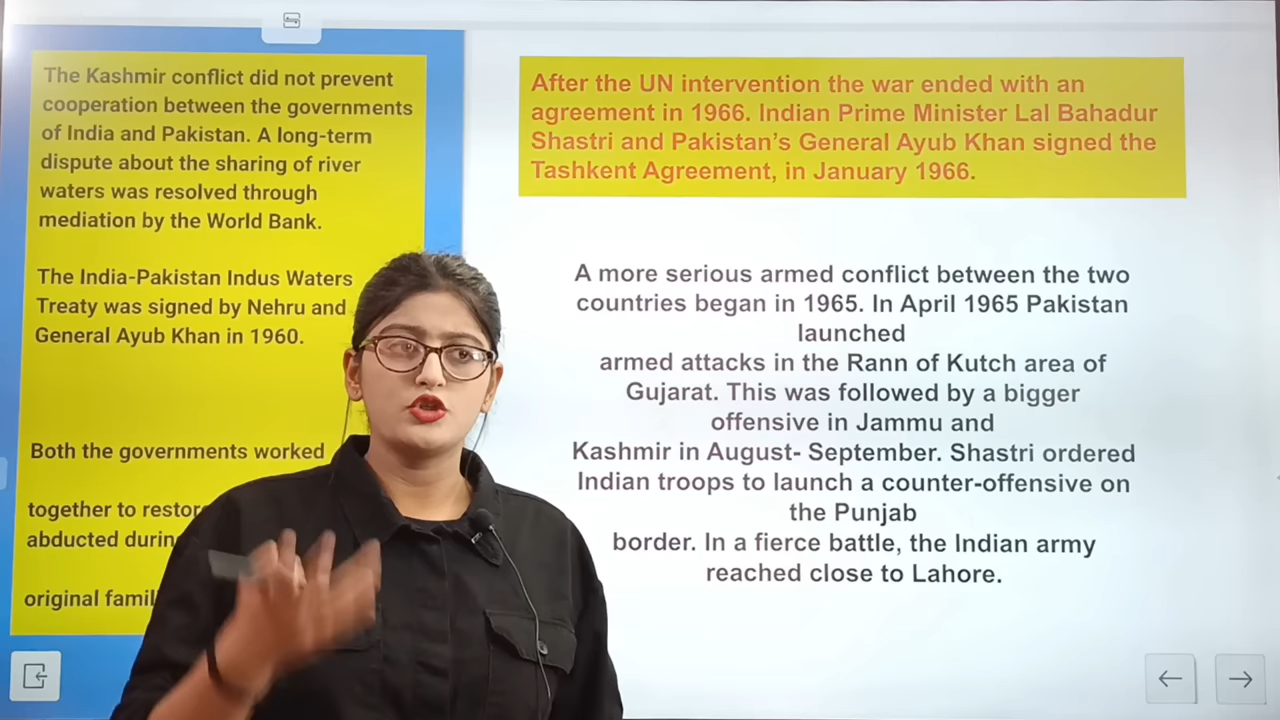 The Kashmir conflict did not prevent
cooperation between the governments
of India and Pakistan. A long-term
dispute about the sharing of river
waters was resolved through
mediation by the World Bank.
The India-Pakistan Indus Waters
Treaty was signed by Nehru and
General Ayub Khan in 1960.
Both the governments worked
together to
abducted
original
After the UN intervention the war ended with an
agreement in 1966. Indian Prime Minister Lal Bahadur
Shastri and Pakistan’s General Ayub Khan signed the
Tashkent Agreement, in January 1966.
A more serious armed conflict between the two
countries began in 1965. In April 1965 Pakistan
launched
armed attacks in the Rann of Kutch area of
Gujarat. This was followed by a bigger
offensive in Jammu and
Kashmir in August- September. Shastri ordered
Indian troops to launch a counter-offensive on
the Punjab
border. In a fierce battle, the Indian army
reached close to Lahore.